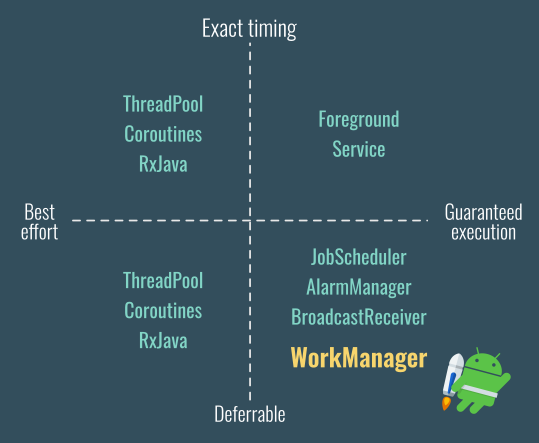 Exact timing
ThreadPool
Coroutines
RxJava
Foreground
Service
Best
effort
Guaranteed
execution
ThreadPool
Coroutines
RxJava
JobScheduler
AlarmManager
BroadcastReceiver
WorkManager
Deferrable